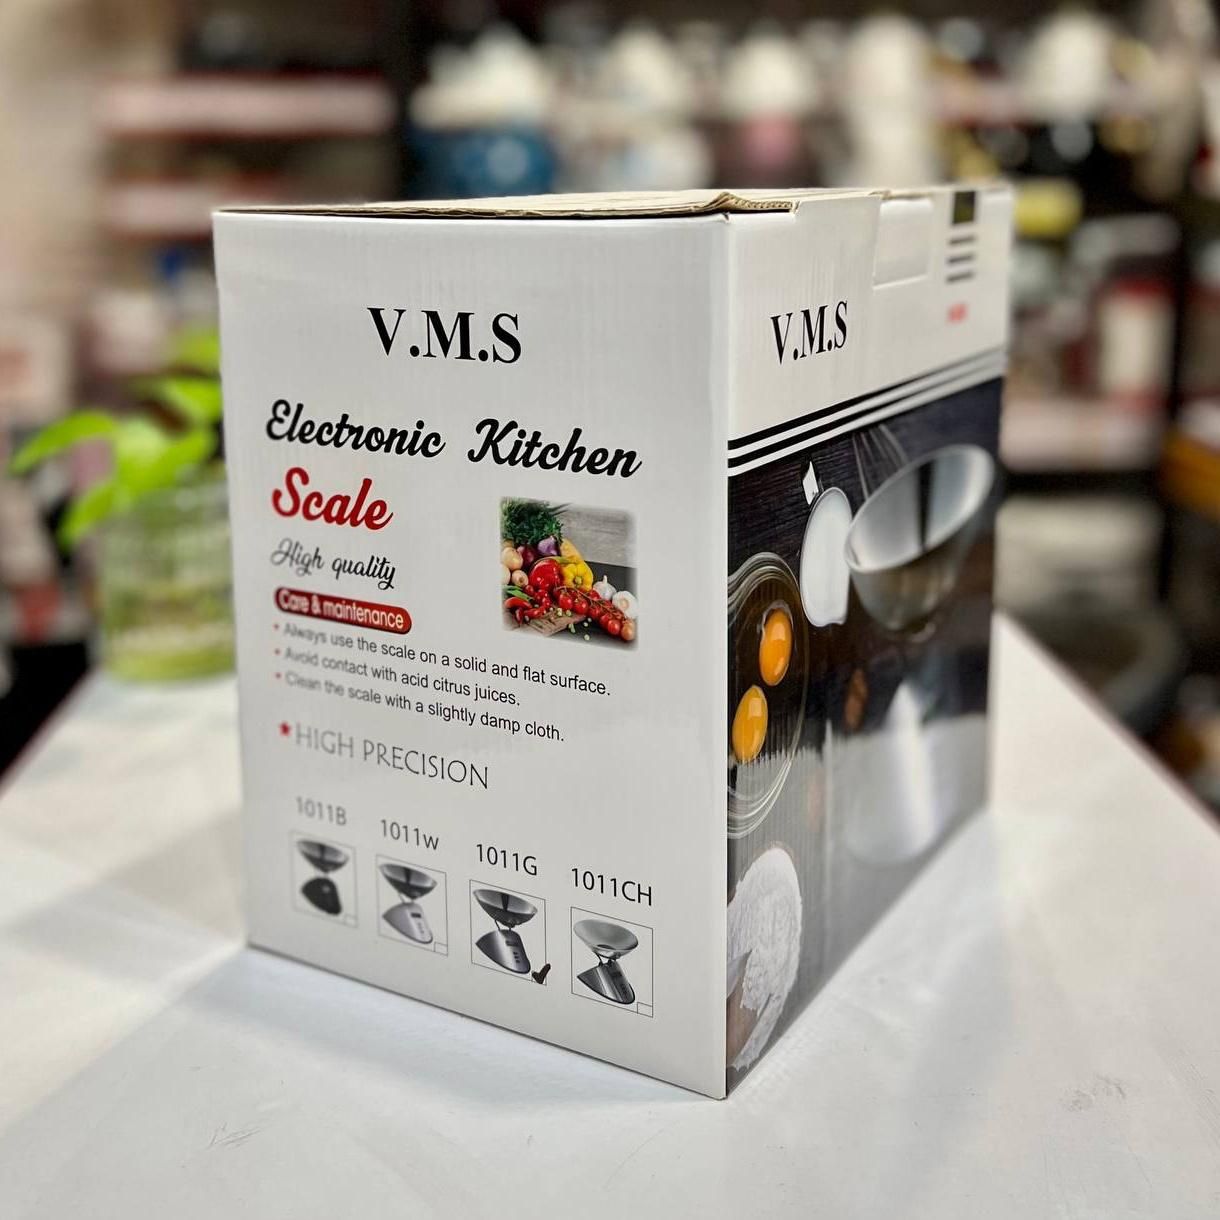 V.M.S
Electronic Kitchen
Scale
High quality
Care & maintenance
• Always use the scale on a solid and flat surface.
• Avoid contact with acid citrus juices.
• Clean the scale with a slightly damp cloth.
★HIGH PRECISION
1011B
1011w
1011G
1011CH
V.M.S